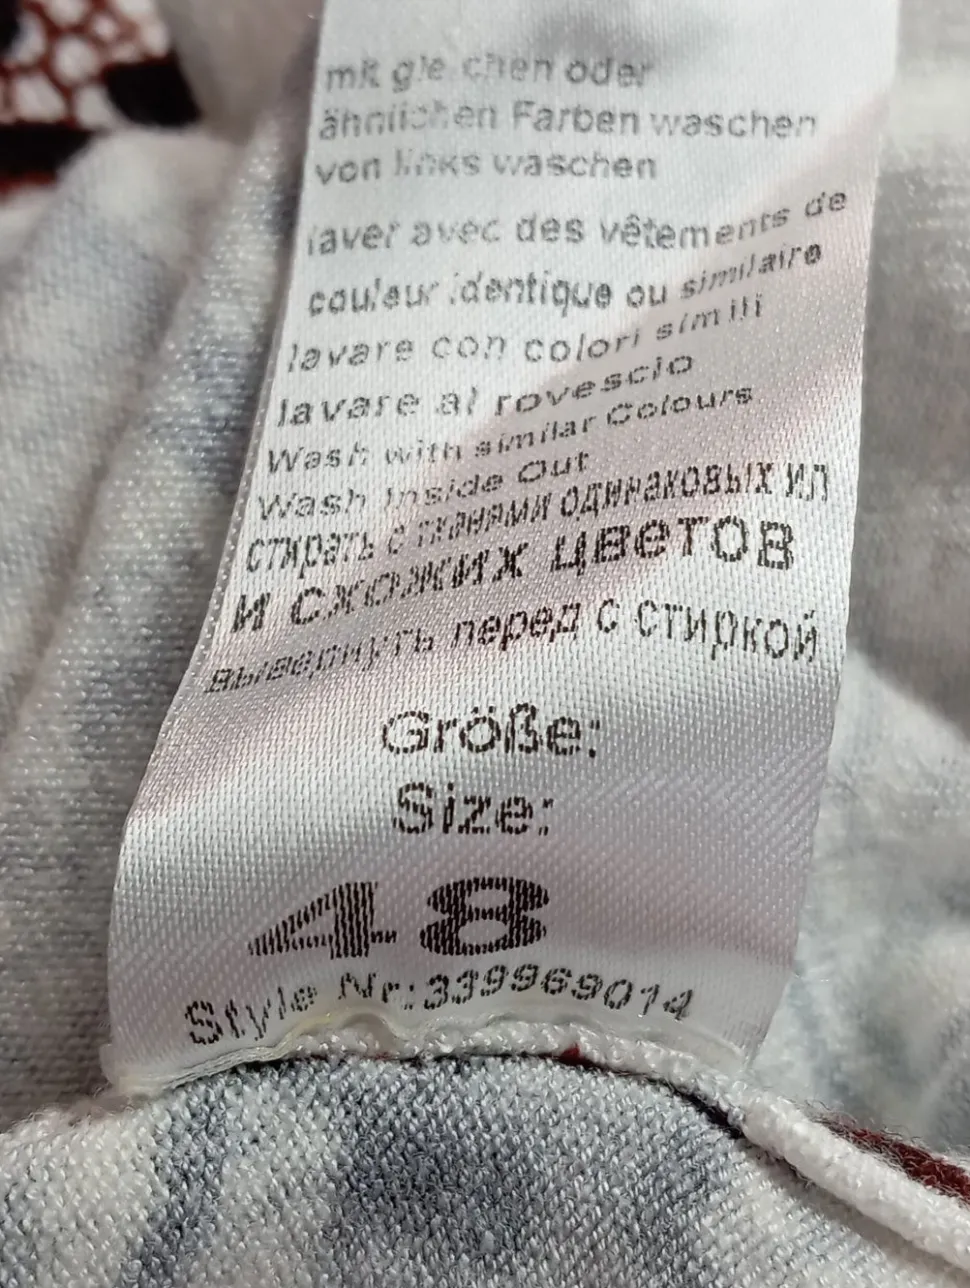 mit gleichen oder
ähnlichen Farben waschen
von links waschen
laver avec des vêtements de
couleur identique ou similaire
lavare con colori simili
lavare al rovescio
Wash with similar Colours
Wash Inside Out
стирать с тканями одинаковых ил
и схожих цветов
вывернуть перед с стиркой
Größe:
Size:
48
Style Nr:339969014